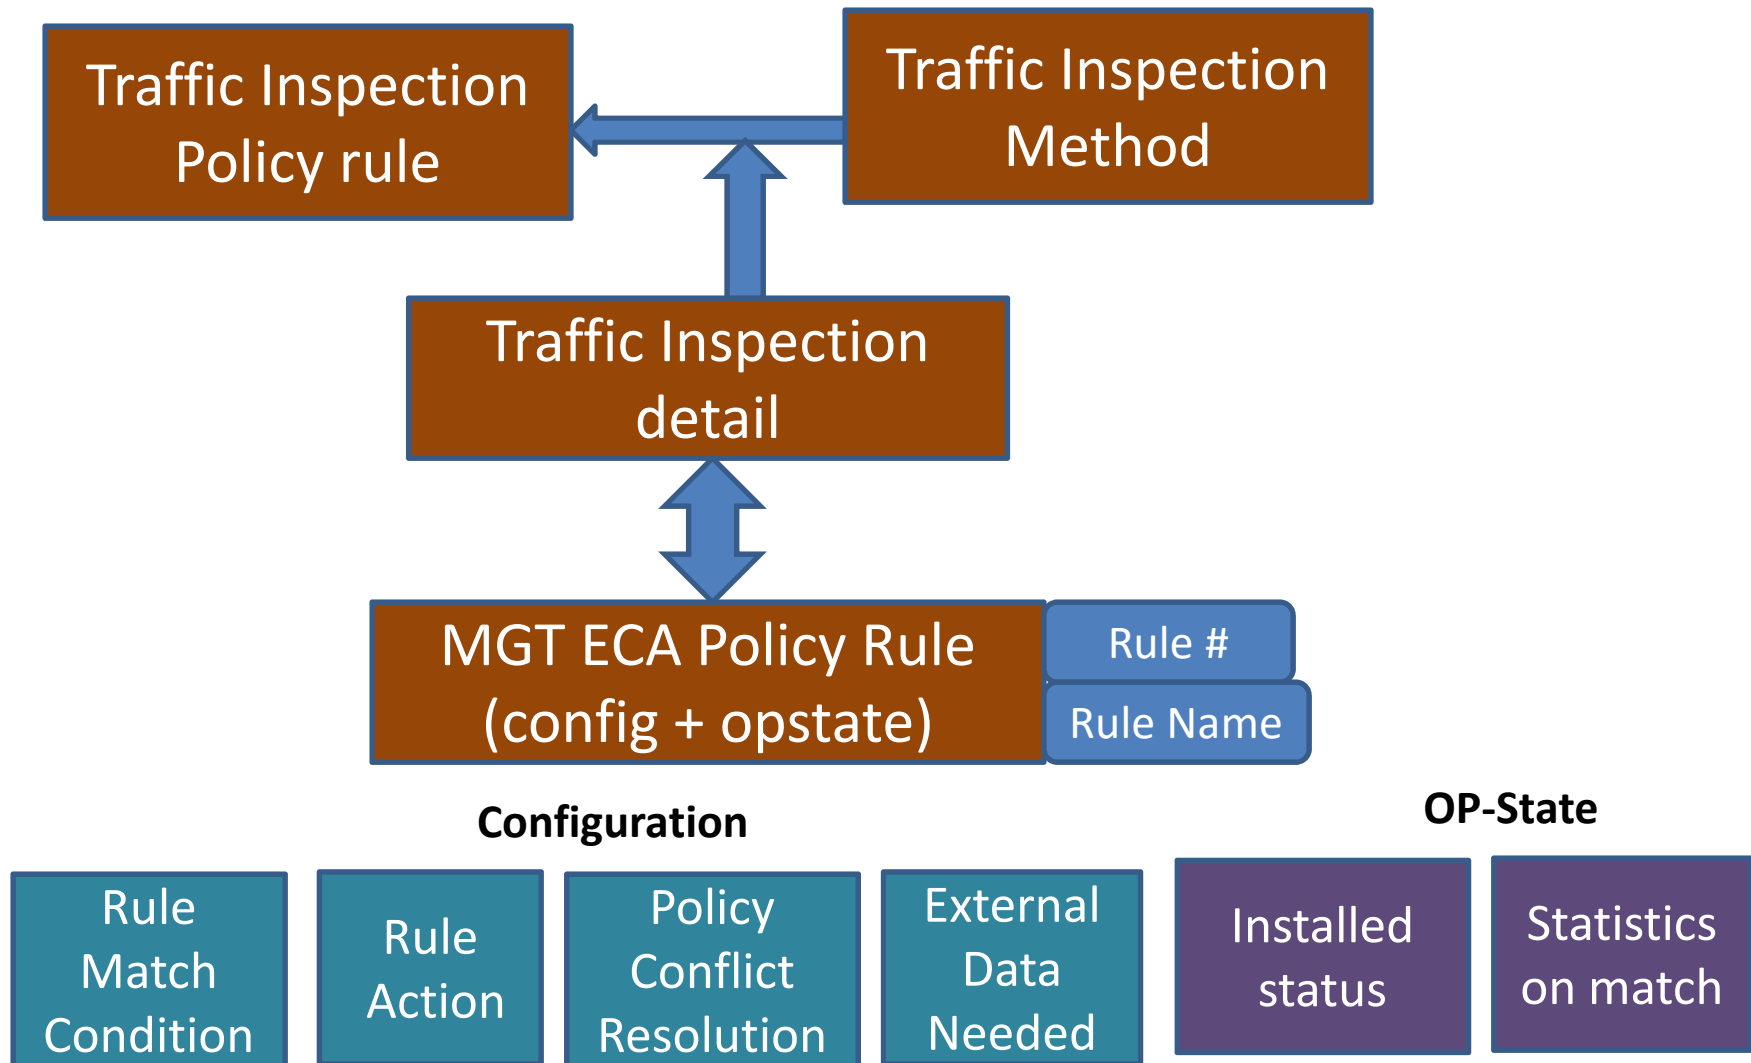 Traffic Inspection
Policy rule
Traffic Inspection
Method
Traffic Inspection
detail
MGT ECA Policy Rule
(config + opstate)
Rule #
Rule Name
Configuration
OP-State
Rule
Match
Condition
Rule
Action
Policy
Conflict
Resolution
External
Data
Needed
Installed
status
Statistics
on match